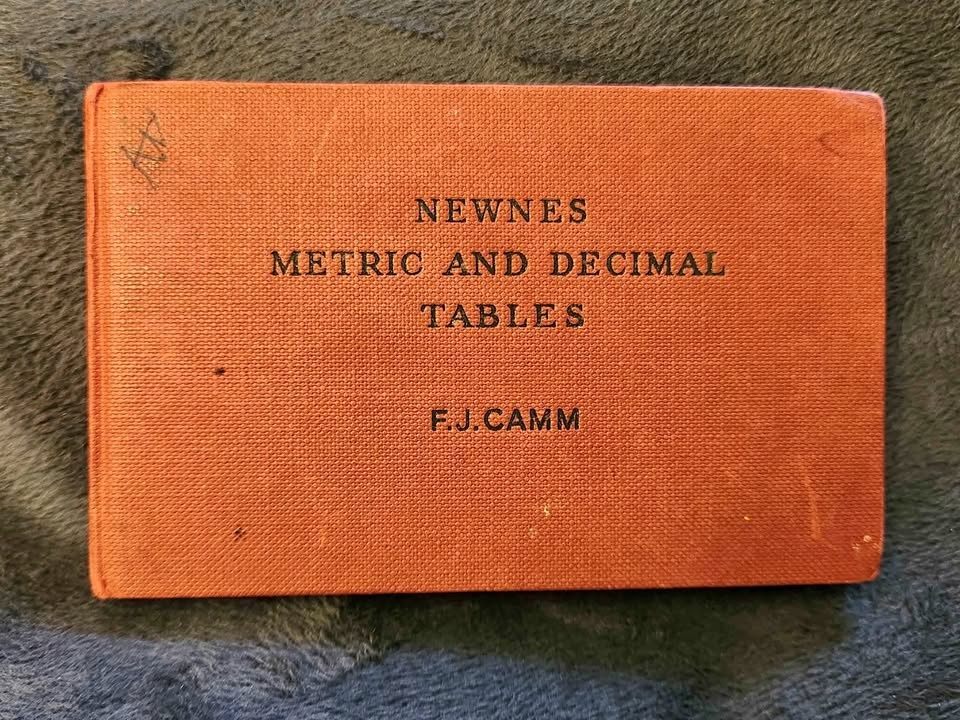 NEWNES
METRIC AND DECIMAL
TABLES
F.J.CAMM